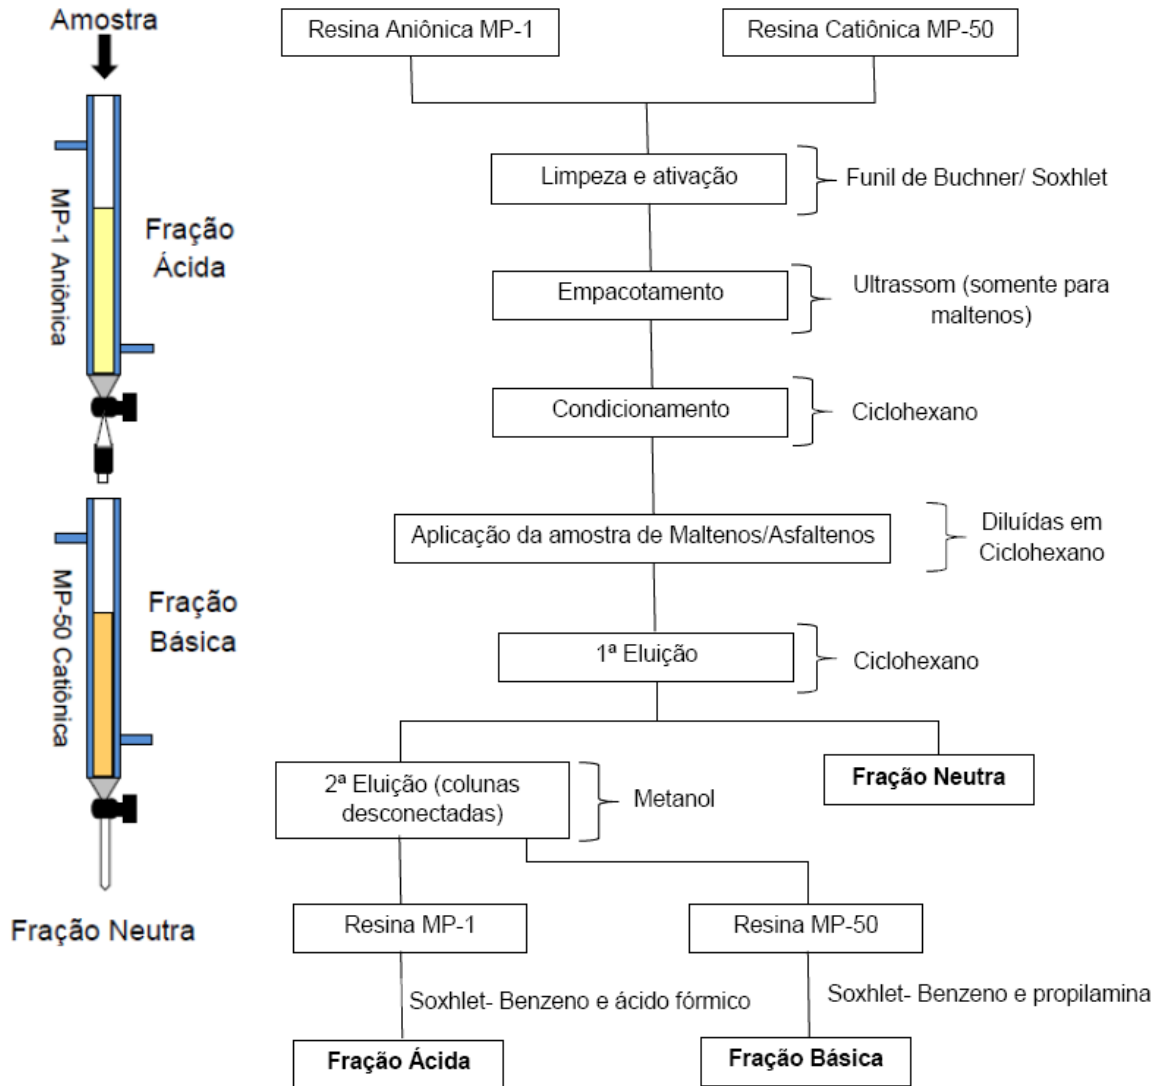 Amostra
MP-1 Aniônica
Fração
Ácida
MP-50 Catiônica
Fração
Básica
Fração Neutra
Resina Aniônica MP-1
Resina Catiônica MP-50
Limpeza e ativação
Funil de Buchner/ Soxhlet
Empacotamento
Ultrassom (somente para
maltenos)
Condicionamento
Ciclohexano
Aplicação da amostra de Maltenos/Asfaltenos
Diluídas em
Ciclohexano
1ª Eluição
Ciclohexano
Fração Neutra
2ª Eluição (colunas
desconectadas)
Metanol
Resina MP-1
Resina MP-50
Soxhlet- Benzeno e ácido fórmico
Soxhlet- Benzeno e propilamina
Fração Ácida
Fração Básica